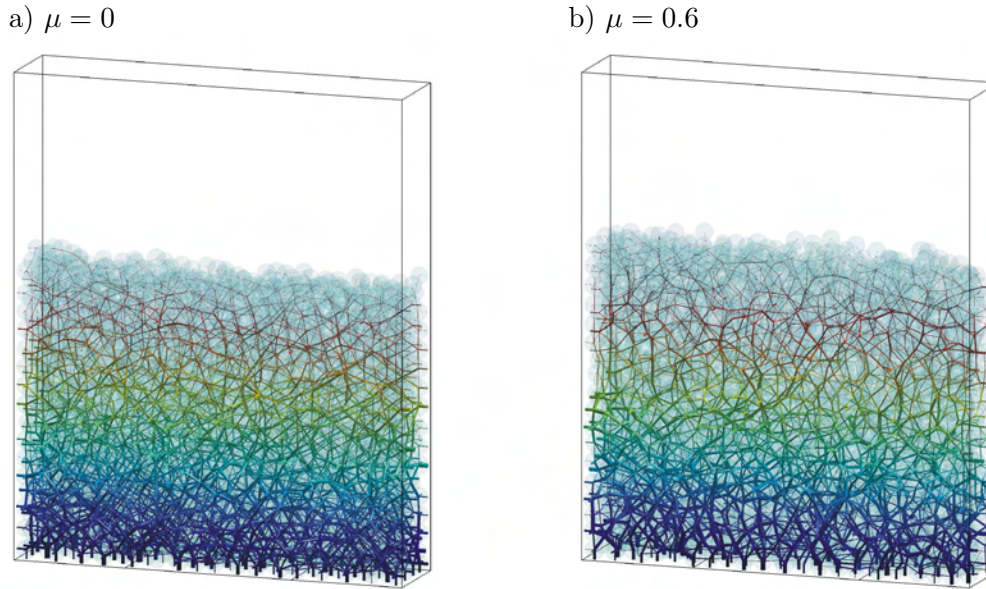 a) μ = 0
b) μ = 0.6